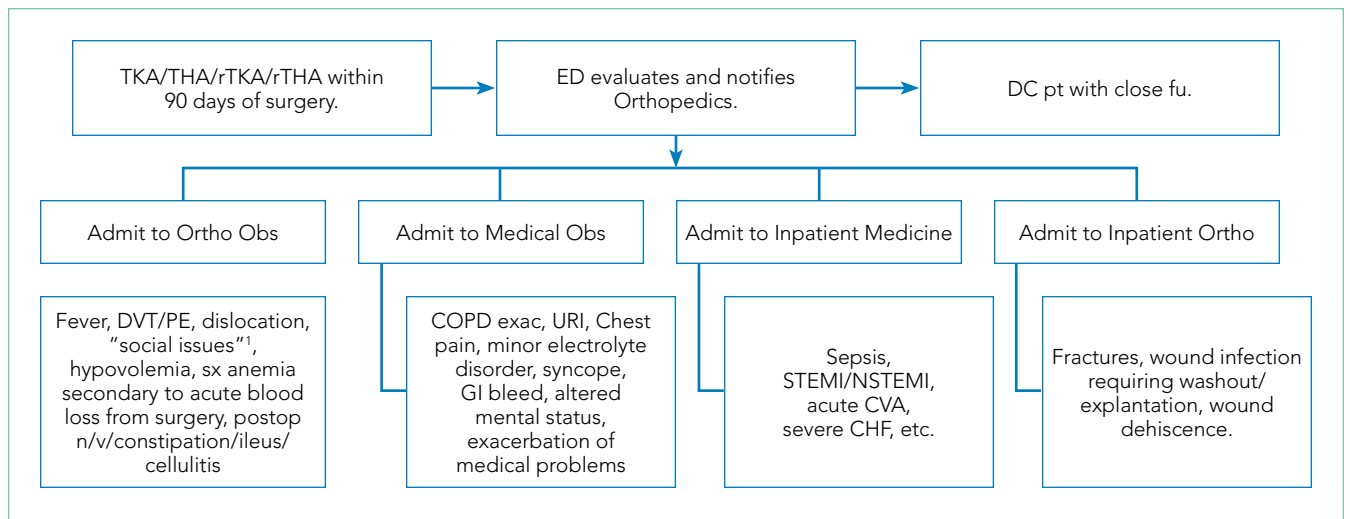 TKA/THA/rTKA/rTHA within
90 days of surgery.
ED evaluates and notifies
Orthopedics.
DC pt with close fu.
Admit to Ortho Obs
Admit to Medical Obs
Admit to Inpatient Medicine
Admit to Inpatient Ortho
Fever, DVT/PE, dislocation,
“social issues”¹,
hypovolemia, sx anemia
secondary to acute blood
loss from surgery, postop
n/v/constipation/ileus/
cellulitis
COPD exac, URI, Chest
pain, minor electrolyte
disorder, syncope,
GI bleed, altered
mental status,
exacerbation of
medical problems
Sepsis,
STEMI/NSTEMI,
acute CVA,
severe CHF, etc.
Fractures, wound infection
requiring washout/
explantation, wound
dehiscence.